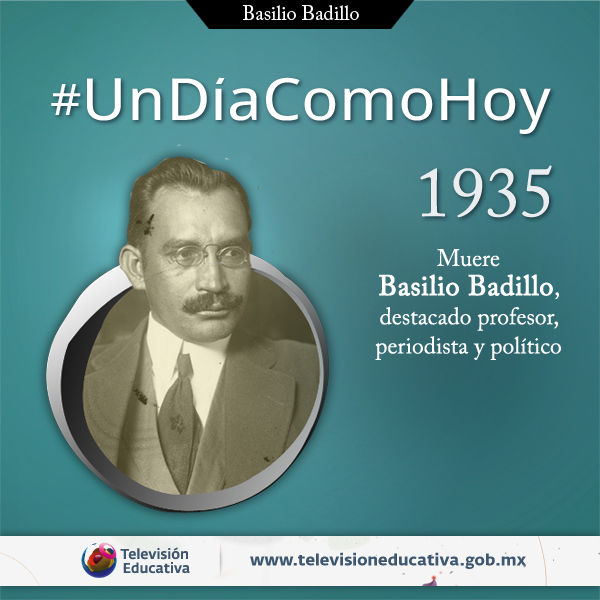 Basilio Badillo
#UnDíaComoHoy
1935
Muere
Basilio Badillo,
destacado profesor,
periodista y político
Televisión
Educativa
www.televisioneducativa.gob.mx